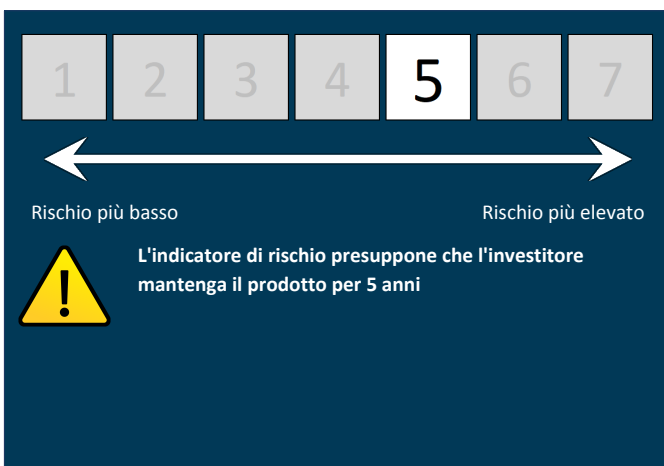 1 2 3 4 5 6 7
Rischio più basso Rischio più elevato
L'indicatore di rischio presuppone che l'investitore
mantenga il prodotto per 5 anni